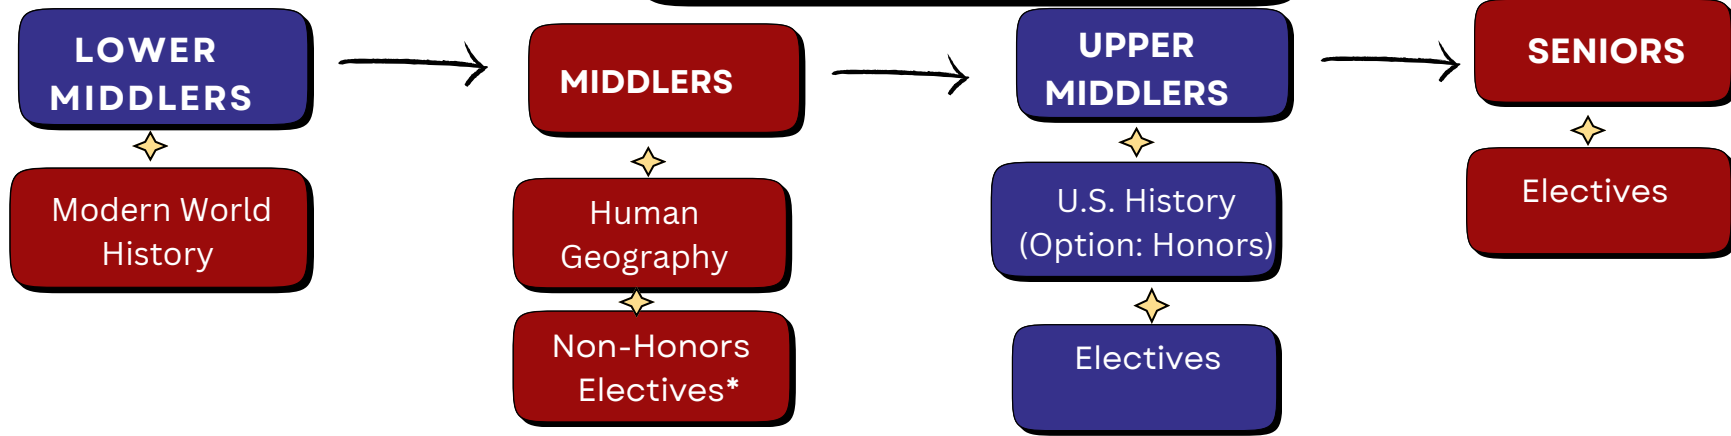 LOWER
MIDDLERS
Modern World
History
MIDDLERS
Human
Geography
Non-Honors
Electives*
UPPER
MIDDLERS
U.S. History
(Option: Honors)
Electives
SENIORS
Electives